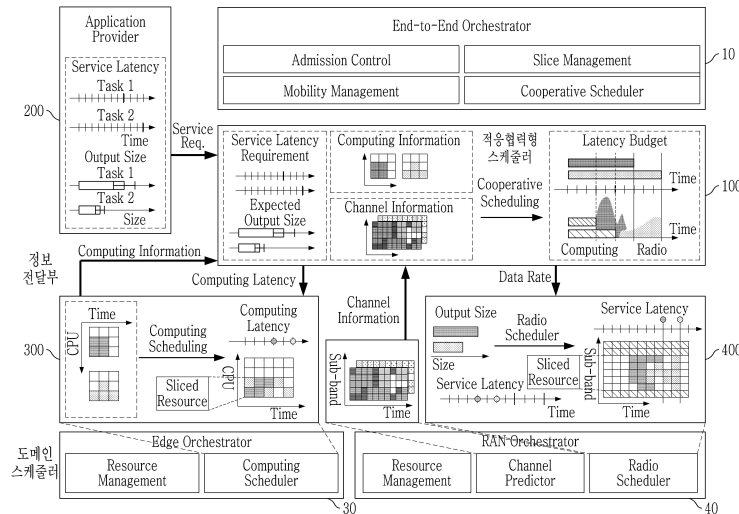 Application
Provider
Service Latency
Task 1
Task 2
Time
Output Size
Task 1
Task 2
Size
200
End-to-End Orchestrator
Admission Control
Slice Management
Mobility Management
Cooperative Scheduler
10
Service
Req.
Service Latency
Requirement
Expected
Output Size
Computing Information
Channel Information
적응협력형
스케줄러
Cooperative
Scheduling
Latency Budget
Time
Time
Computing
Radio
100
정보
전달부
Computing Information
Computing Latency
Channel
Information
Data Rate
300
Time
CPU
Computing
Scheduling
Computing
Latency
Sliced
Resource
CPU
Time
Sub-band
Time
Output Size
Size
Radio
Scheduler
Service Latency
Time
Service Latency
Sliced
Resource
Sub-band
Time
400
도메인
스케줄러
Edge Orchestrator
Resource
Management
Computing
Scheduler
30
RAN Orchestrator
Resource
Management
Channel
Predictor
Radio
Scheduler
40